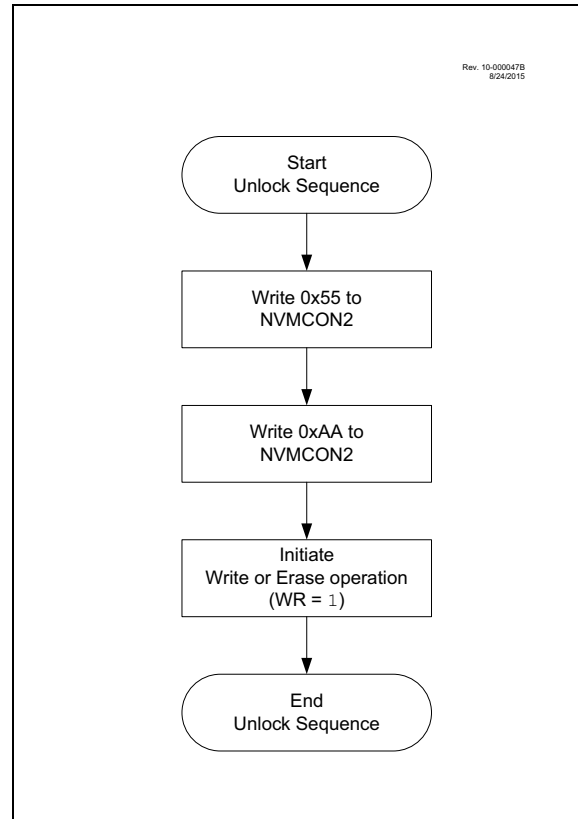 Rev. 10-000047B
8/24/2015
Start
Unlock Sequence
Write 0x55 to
NVMCON2
Write 0xAA to
NVMCON2
Initiate
Write or Erase operation
(WR = 1)
End
Unlock Sequence